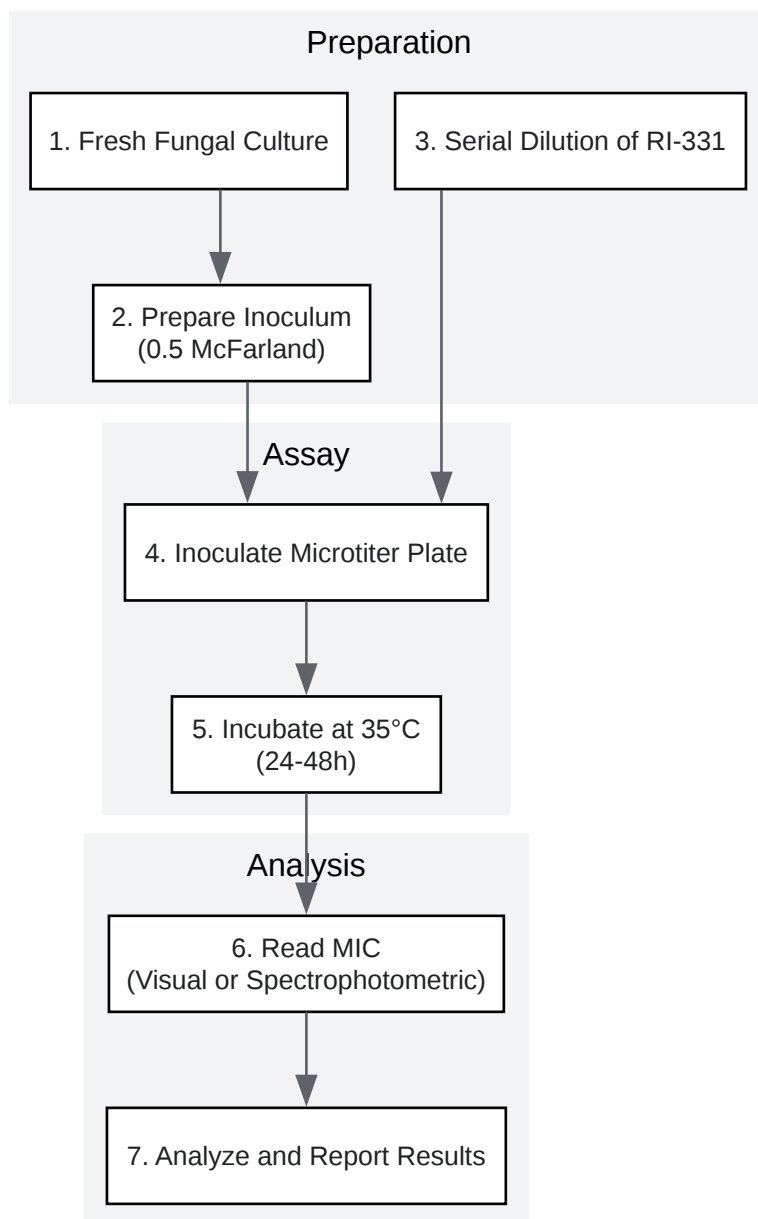 Preparation
1. Fresh Fungal Culture
3. Serial Dilution of RI-331
2. Prepare Inoculum
(0.5 McFarland)
Assay
4. Inoculate Microtiter Plate
5. Incubate at 35°C
(24-48h)
Analysis
6. Read MIC
(Visual or Spectrophotometric)
7. Analyze and Report Results